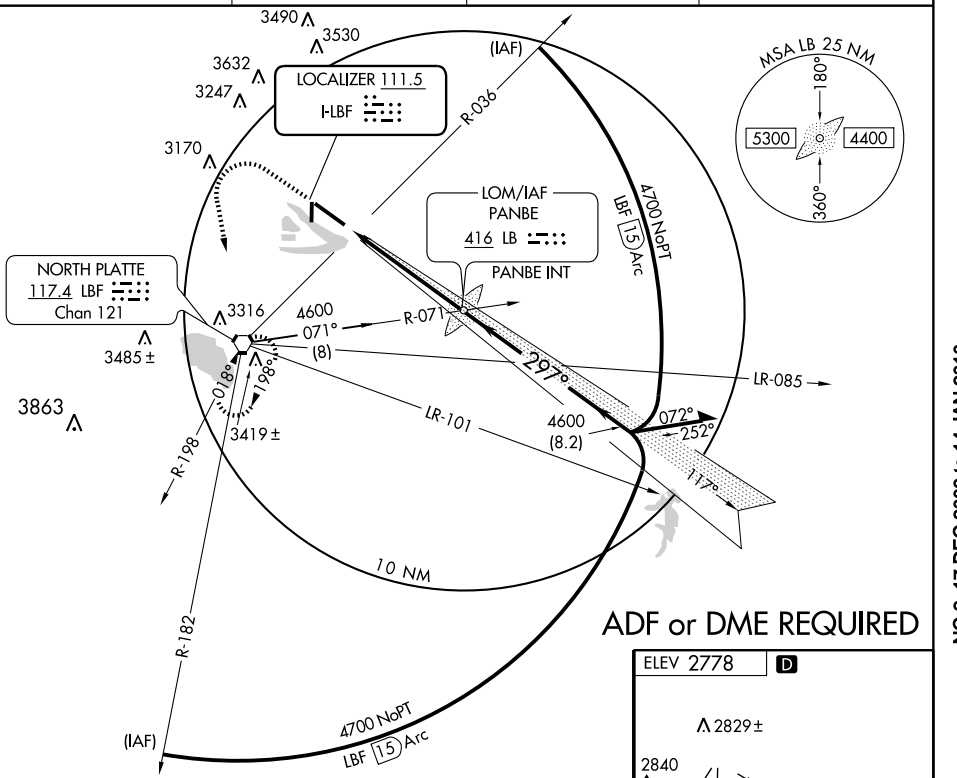 3490
3530
(IAF)
3632
3247
LOCALIZER 111.5
I-LBF
R-036
MSA LB 25 NM
180°
5300
4400
360°
3170
LOM/IAF
PANBE
416 LB
PANBE INT
4700 NoPT
LBF 15 Arc
NORTH PLATTE
117.4 LBF
Chan 121
3316
4600
071°
(8)
R-071
3485 ±
297°
LR-085
018°
198°
3863
3419 ±
LR-101
4600
(8.2)
072°
252°
R-198
117°
10 NM
R-182
ADF or DME REQUIRED
ELEV 2778
D
2829 ±
2840
(IAF)
4700 NoPT
LBF 15 Arc